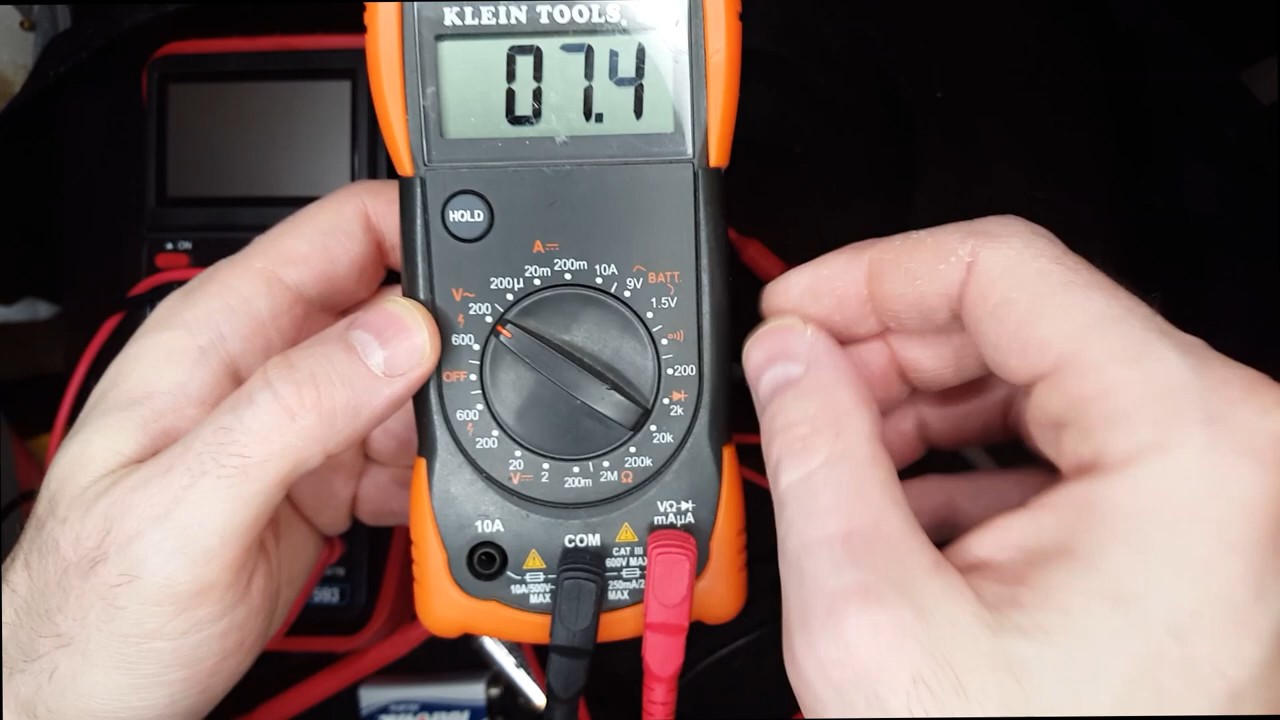 KLEIN TOOLS
07.4
ON
HOLD
A
200µ 20m 200m 10A
V~ 9V BATT.
200 1.5V
600
OFF 200
600 2k
200 20k
20 200k
V 2 200m 2M Ω
10A COM VΩ
mAµA
CAT III
600V MAX
10A/500V
MAX
250mA/
MAX